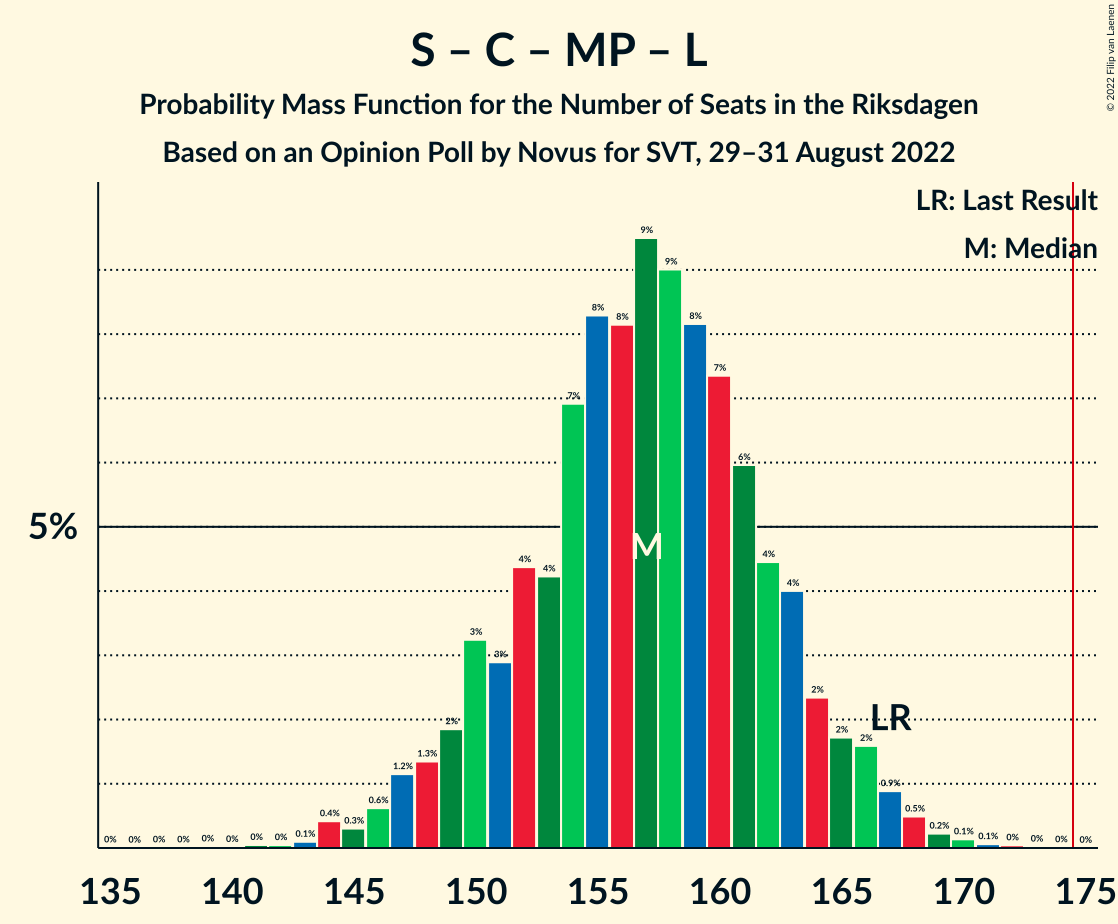 S – C – MP – L
Probability Mass Function for the Number of Seats in the Riksdagen
Based on an Opinion Poll by Novus for SVT, 29–31 August 2022
© 2022 Filip van Laenen
LR: Last Result
M: Median
5%
0% 0% 0% 0% 0% 0% 0% 0% 0.1% 0.4% 0.3% 0.6% 1.2% 1.3% 2% 3% 3% 4% 4% 7% 8% 8% 9% 9% 8% 7% 6% 4% 4% 2% 2% 2% 0.9% 0.5% 0.2% 0.1% 0.1% 0% 0% 0% 0%
M
LR
135 140 145 150 155 160 165 170 175